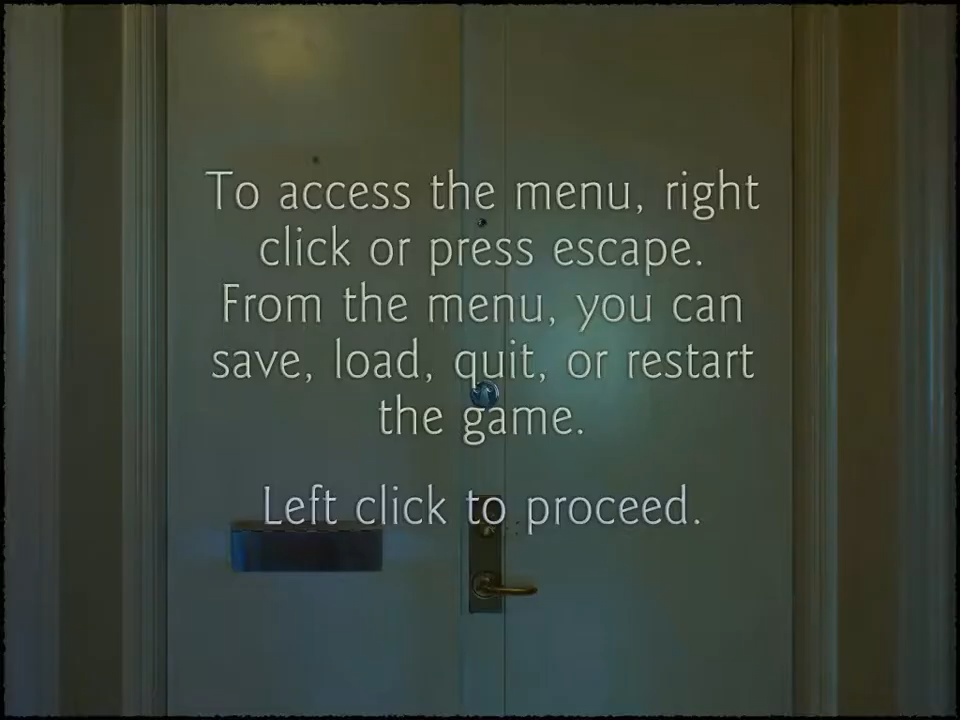 To access the menu, right
click or press escape.
From the menu, you can
save, load, quit, or restart
the game.
Left click to proceed.